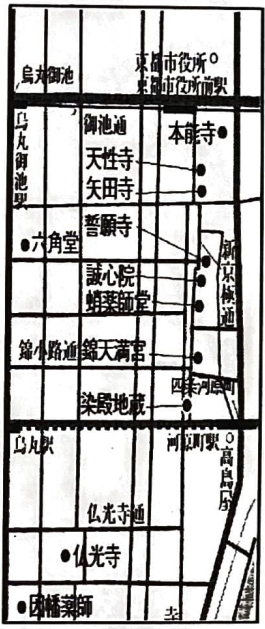 京都市役所
烏丸御池
京都市役所前駅
烏丸御池駅
御池通
本能寺
天性寺
矢田寺
誓願寺
六角堂
新京極通
誠心院
蛸薬師堂
錦小路通
錦天満宮
四条河原町
染殿地蔵
烏丸駅
河原町駅
高島屋
仏光寺通
仏光寺
因幡薬師
寺